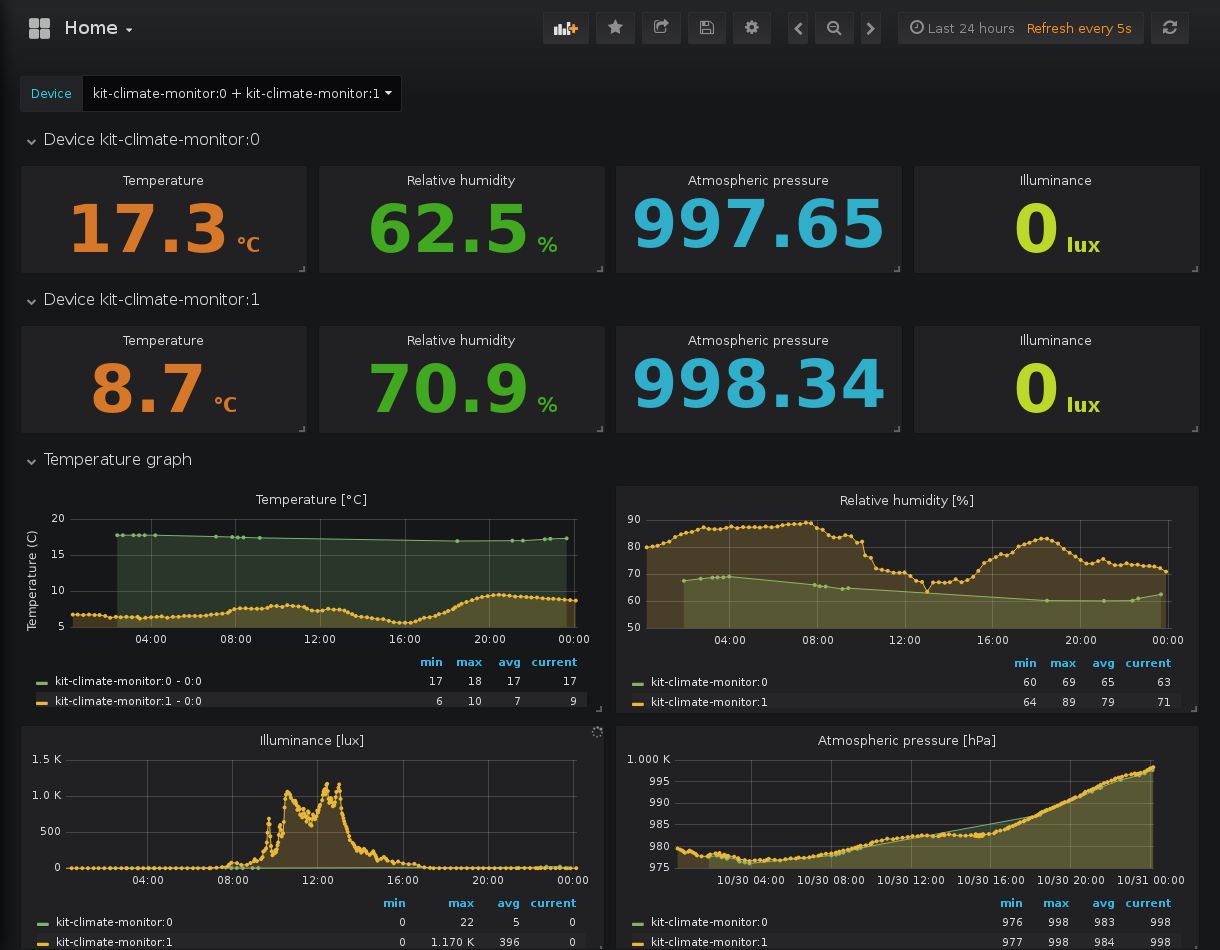 Home
Last 24 hours Refresh every 5s
Device kit-climate-monitor:0 + kit-climate-monitor:1
Device kit-climate-monitor:0
Temperature Relative humidity Atmospheric pressure Illuminance
17.3 °C 62.5 % 997.65 0 lux
Device kit-climate-monitor:1
Temperature Relative humidity Atmospheric pressure Illuminance
8.7 °C 70.9 % 998.34 0 lux
Temperature graph
Temperature [°C]
Temperature (C)
20
15
10
5
04:00 08:00 12:00 16:00 20:00 00:00
min max avg current
kit-climate-monitor:0 - 0:0 17 18 17 17
kit-climate-monitor:1 - 0:0 6 10 7 9
Relative humidity [%]
90
80
70
60
50
04:00 08:00 12:00 16:00 20:00 00:00
min max avg current
kit-climate-monitor:0 60 69 65 63
kit-climate-monitor:1 64 89 79 71
Illuminance [lux]
1.5 K
1.0 K
500
0
04:00 08:00 12:00 16:00 20:00 00:00
min max avg current
kit-climate-monitor:0 0 22 5 0
kit-climate-monitor:1 0 1.170 K 396 0
Atmospheric pressure [hPa]
1.000 K
995
990
985
980
975
10/30 04:00 10/30 08:00 10/30 12:00 10/30 16:00 10/30 20:00 10/31 00:00
min max avg current
kit-climate-monitor:0 976 998 983 998
kit-climate-monitor:1 977 998 984 998